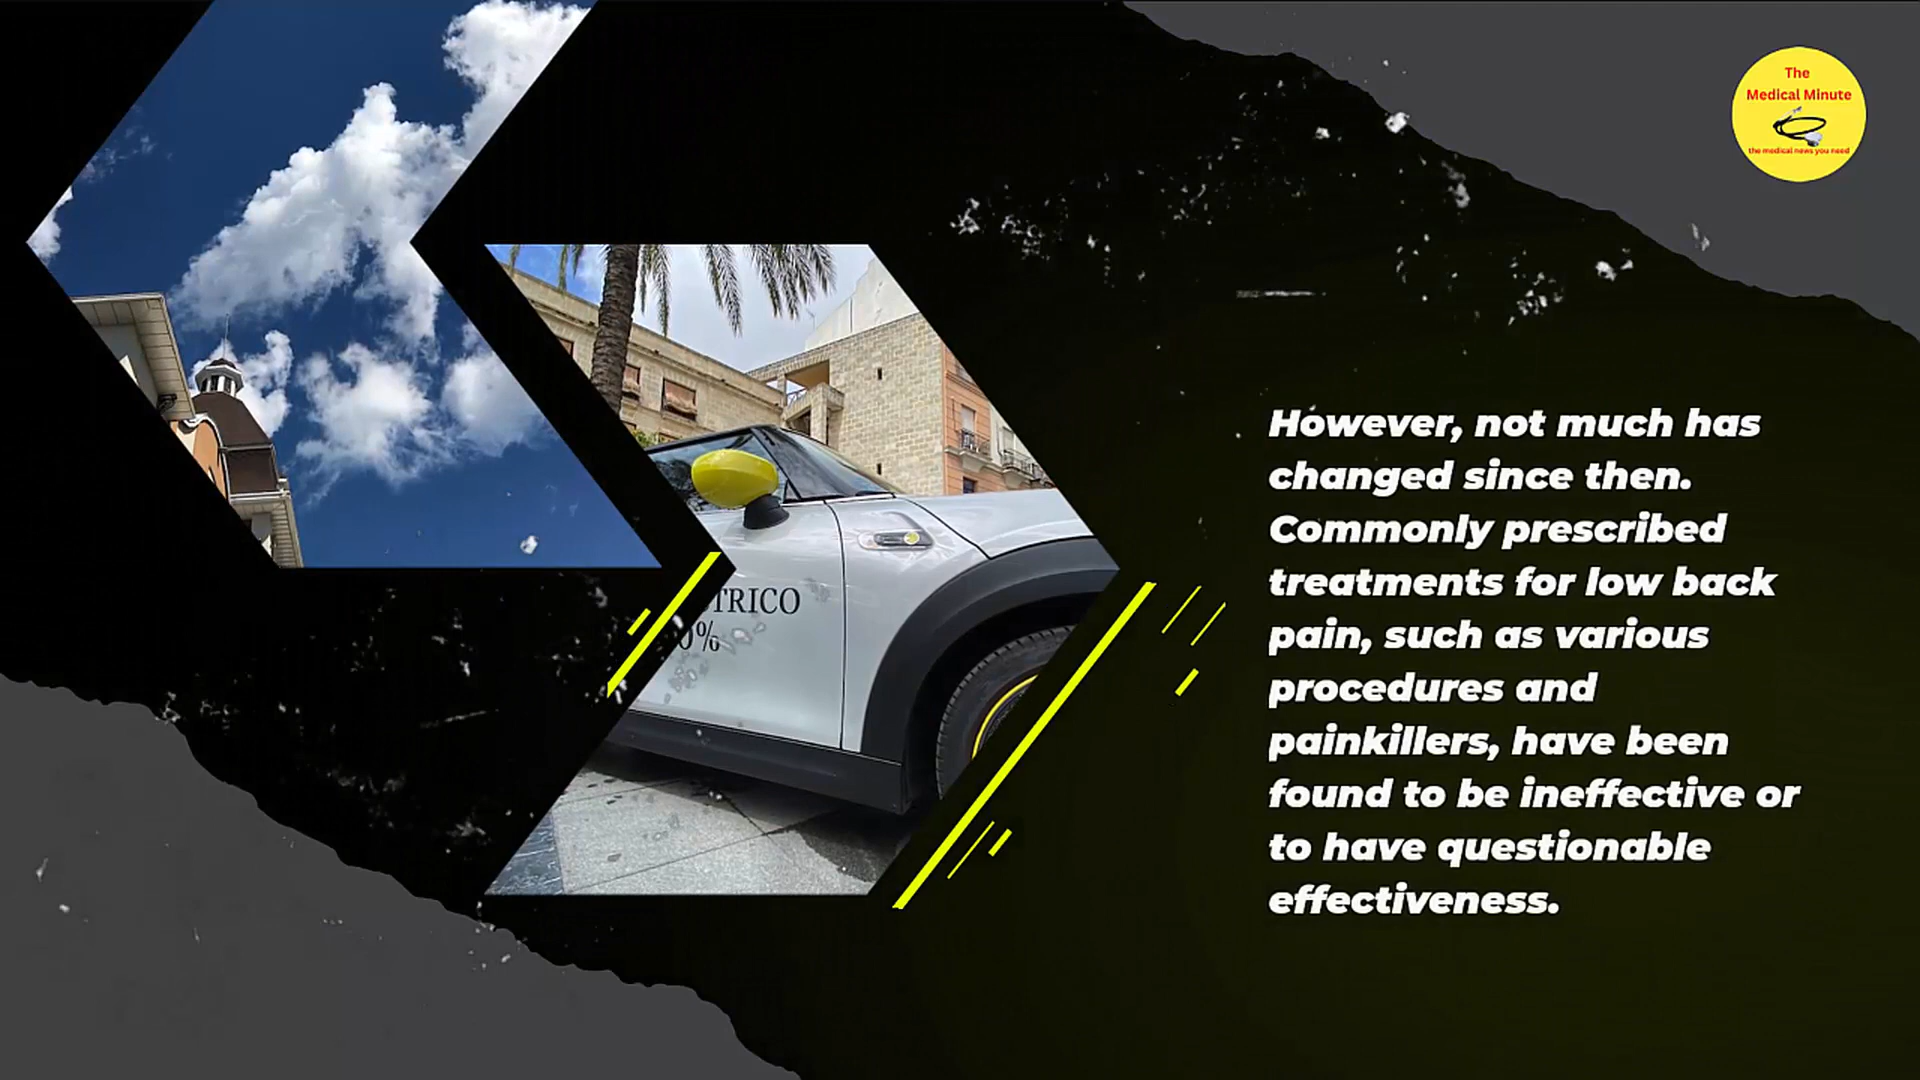 The
Medical Minute
the medical news you need
TRICO
0%
However, not much has
changed since then.
Commonly prescribed
treatments for low back
pain, such as various
procedures and
painkillers, have been
found to be ineffective or
to have questionable
effectiveness.